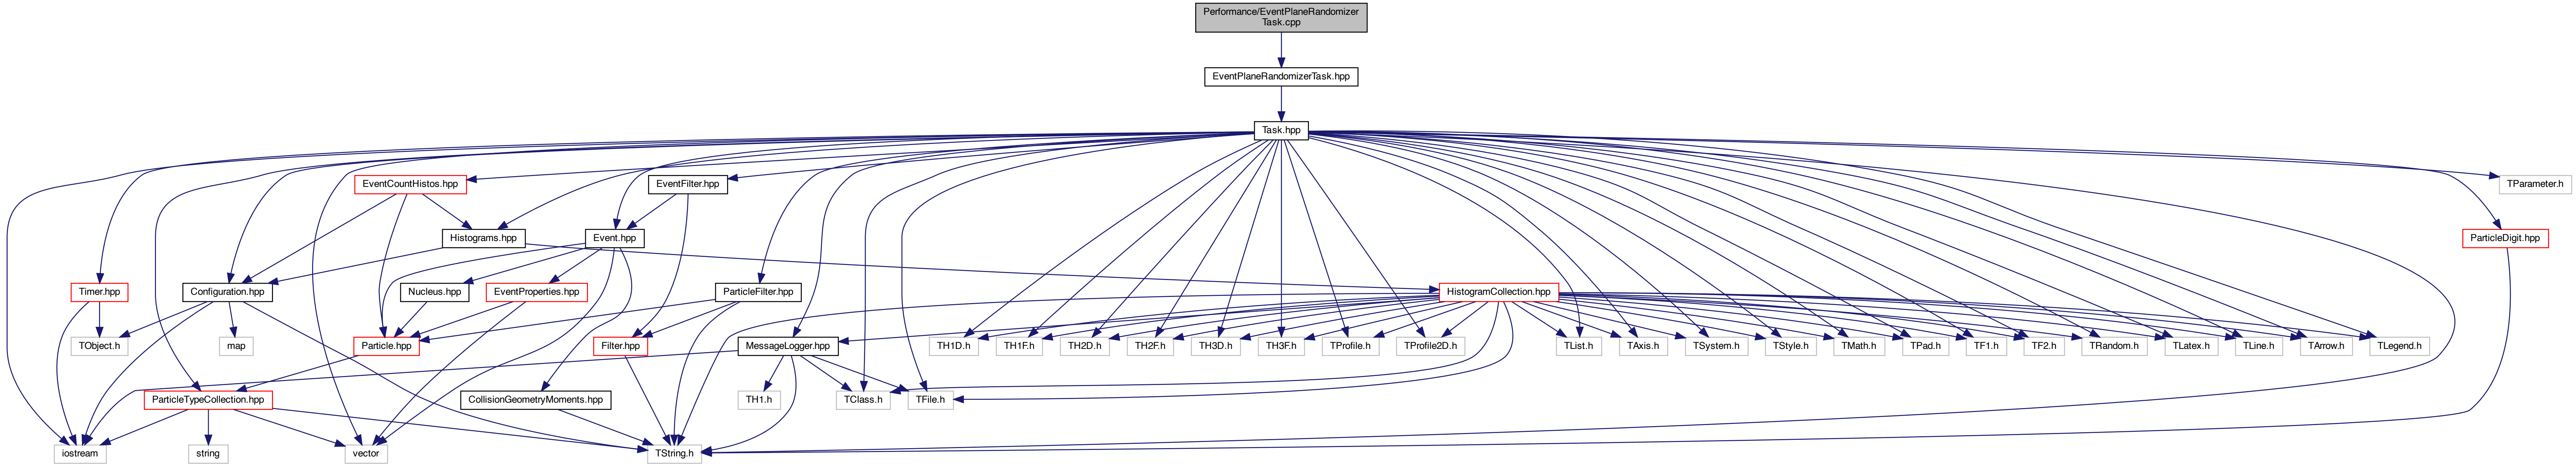 Performance/EventPlaneRandomizer
Task.cpp
EventPlaneRandomizerTask.hpp
Task.hpp
EventCountHistos.hpp
EventFilter.hpp
TParameter.h
Histograms.hpp
Event.hpp
ParticleDigit.hpp
Timer.hpp
Configuration.hpp
Nucleus.hpp
EventProperties.hpp
ParticleFilter.hpp
HistogramCollection.hpp
TObject.h
map
Particle.hpp
Filter.hpp
MessageLogger.hpp
TH1D.h
TH1F.h
TH2D.h
TH2F.h
TH3D.h
TH3F.h
TProfile.h
TProfile2D.h
TList.h
TAxis.h
TSystem.h
TStyle.h
TMath.h
TPad.h
TF1.h
TF2.h
TRandom.h
TLatex.h
TLine.h
TArrow.h
TLegend.h
ParticleTypeCollection.hpp
CollisionGeometryMoments.hpp
TH1.h
TClass.h
TFile.h
iostream
string
vector
TString.h